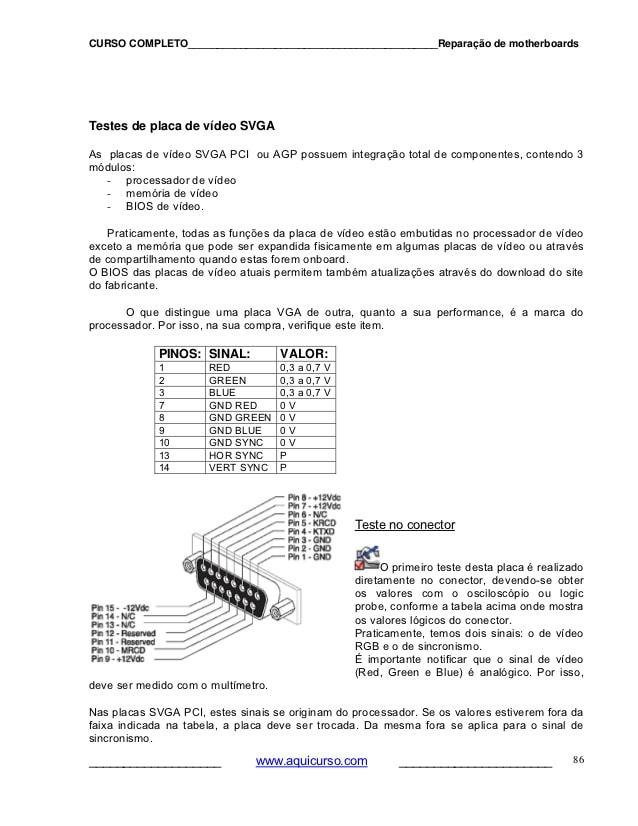 CURSO COMPLETO__________________________________________Reparação de motherboards
Testes de placa de vídeo SVGA
As placas de vídeo SVGA PCI ou AGP possuem integração total de componentes, contendo 3
módulos:
- processador de vídeo
- memória de vídeo
- BIOS de vídeo.
Praticamente, todas as funções da placa de vídeo estão embutidas no processador de vídeo
exceto a memória que pode ser expandida fisicamente em algumas placas de vídeo ou através
de compartilhamento quando estas forem onboard.
O BIOS das placas de vídeo atuais permitem também atualizações através do download do site
do fabricante.
O que distingue uma placa VGA de outra, quanto a sua performance, é a marca do
processador. Por isso, na sua compra, verifique este item.
PINOS: SINAL: VALOR:
1 RED 0,3 a 0,7 V
2 GREEN 0,3 a 0,7 V
3 BLUE 0,3 a 0,7 V
7 GND RED 0 V
8 GND GREEN 0 V
9 GND BLUE 0 V
10 GND SYNC 0 V
13 HOR SYNC P
14 VERT SYNC P
Pin 8 - +12Vdc
Pin 7 - +12Vdc
Pin 6 - N/C
Pin 5 - KRCD
Pin 4 - KTXD
Pin 3 - GND
Pin 2 - GND
Pin 1 - GND
Pin 15 - -12Vdc
Pin 14 - N/C
Pin 13 - N/C
Pin 12 - Reserved
Pin 11 - Reserved
Pin 10 - MRCD
Pin 9 - +12Vdc
Teste no conector
O primeiro teste desta placa é realizado
diretamente no conector, devendo-se obter
os valores com o osciloscópio ou logic
probe, conforme a tabela acima onde mostra
os valores lógicos do conector.
Praticamente, temos dois sinais: o de vídeo
RGB e o de sincronismo.
É importante notificar que o sinal de vídeo
(Red, Green e Blue) é analógico. Por isso,
deve ser medido com o multímetro.
Nas placas SVGA PCI, estes sinais se originam do processador. Se os valores estiverem fora da
faixa indicada na tabela, a placa deve ser trocada. Da mesma fora se aplica para o sinal de
sincronismo.
___________________ www.aquicurso.com ______________________ 86